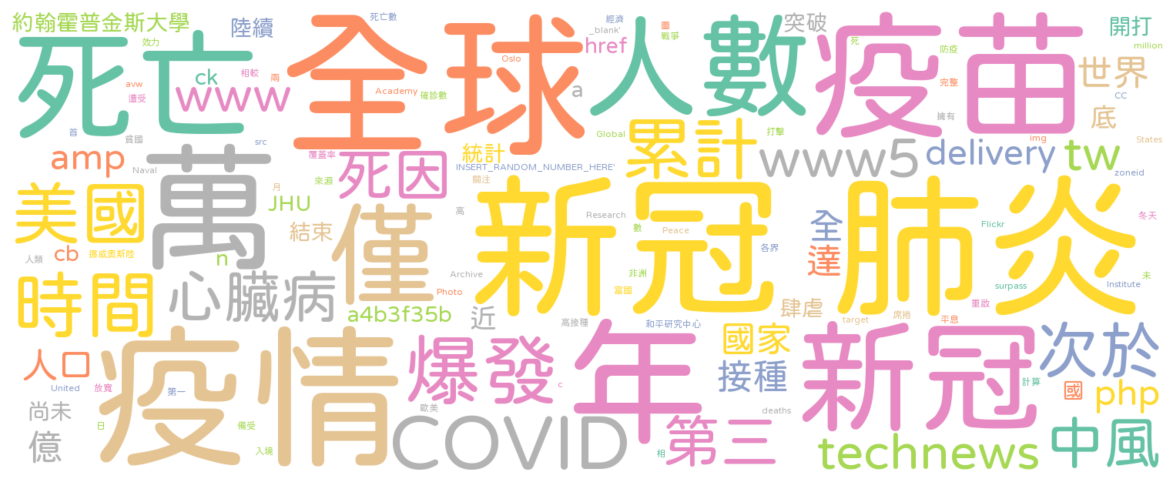 約翰霍普金斯大學
效力
陸續
死亡數
全球
經濟
_blank'
href
圍
戰爭
突破
開打
million
死亡
ck
www
avw
遭受
相較
兩
Academy
確診數
Oslo
a
人數
疫苗
死
防疫
完整
擁有
世界
底
CC
States
img
首
貧國
src
amp
Naval
覆蓋率
統計
INSERT_RANDOM_NUMBER_HERE'
Global
累計
打擊
www5
delivery
tw
zoneid
萬
月
來源
JHU
死因
關注
美國
人類
cb
挪威奧斯陸
n
結束
僅
高
Archive
Photo
新冠
Research
數
Peace
非洲
富國
各界
全
達
肺炎
Flickr
冬天
未
surpass
Institute
重啟
時間
心臟病
a4b3f35b
近
高接種
和平研究中心
肆虐
target
席捲
平息
人口
United
放寬
第一
疫情
爆發
歐美
c
年
國家
接種
新冠
次於
計算
國
php
尚未
億
日
備受
入境
COVID
相
第三
deaths
technews
中風